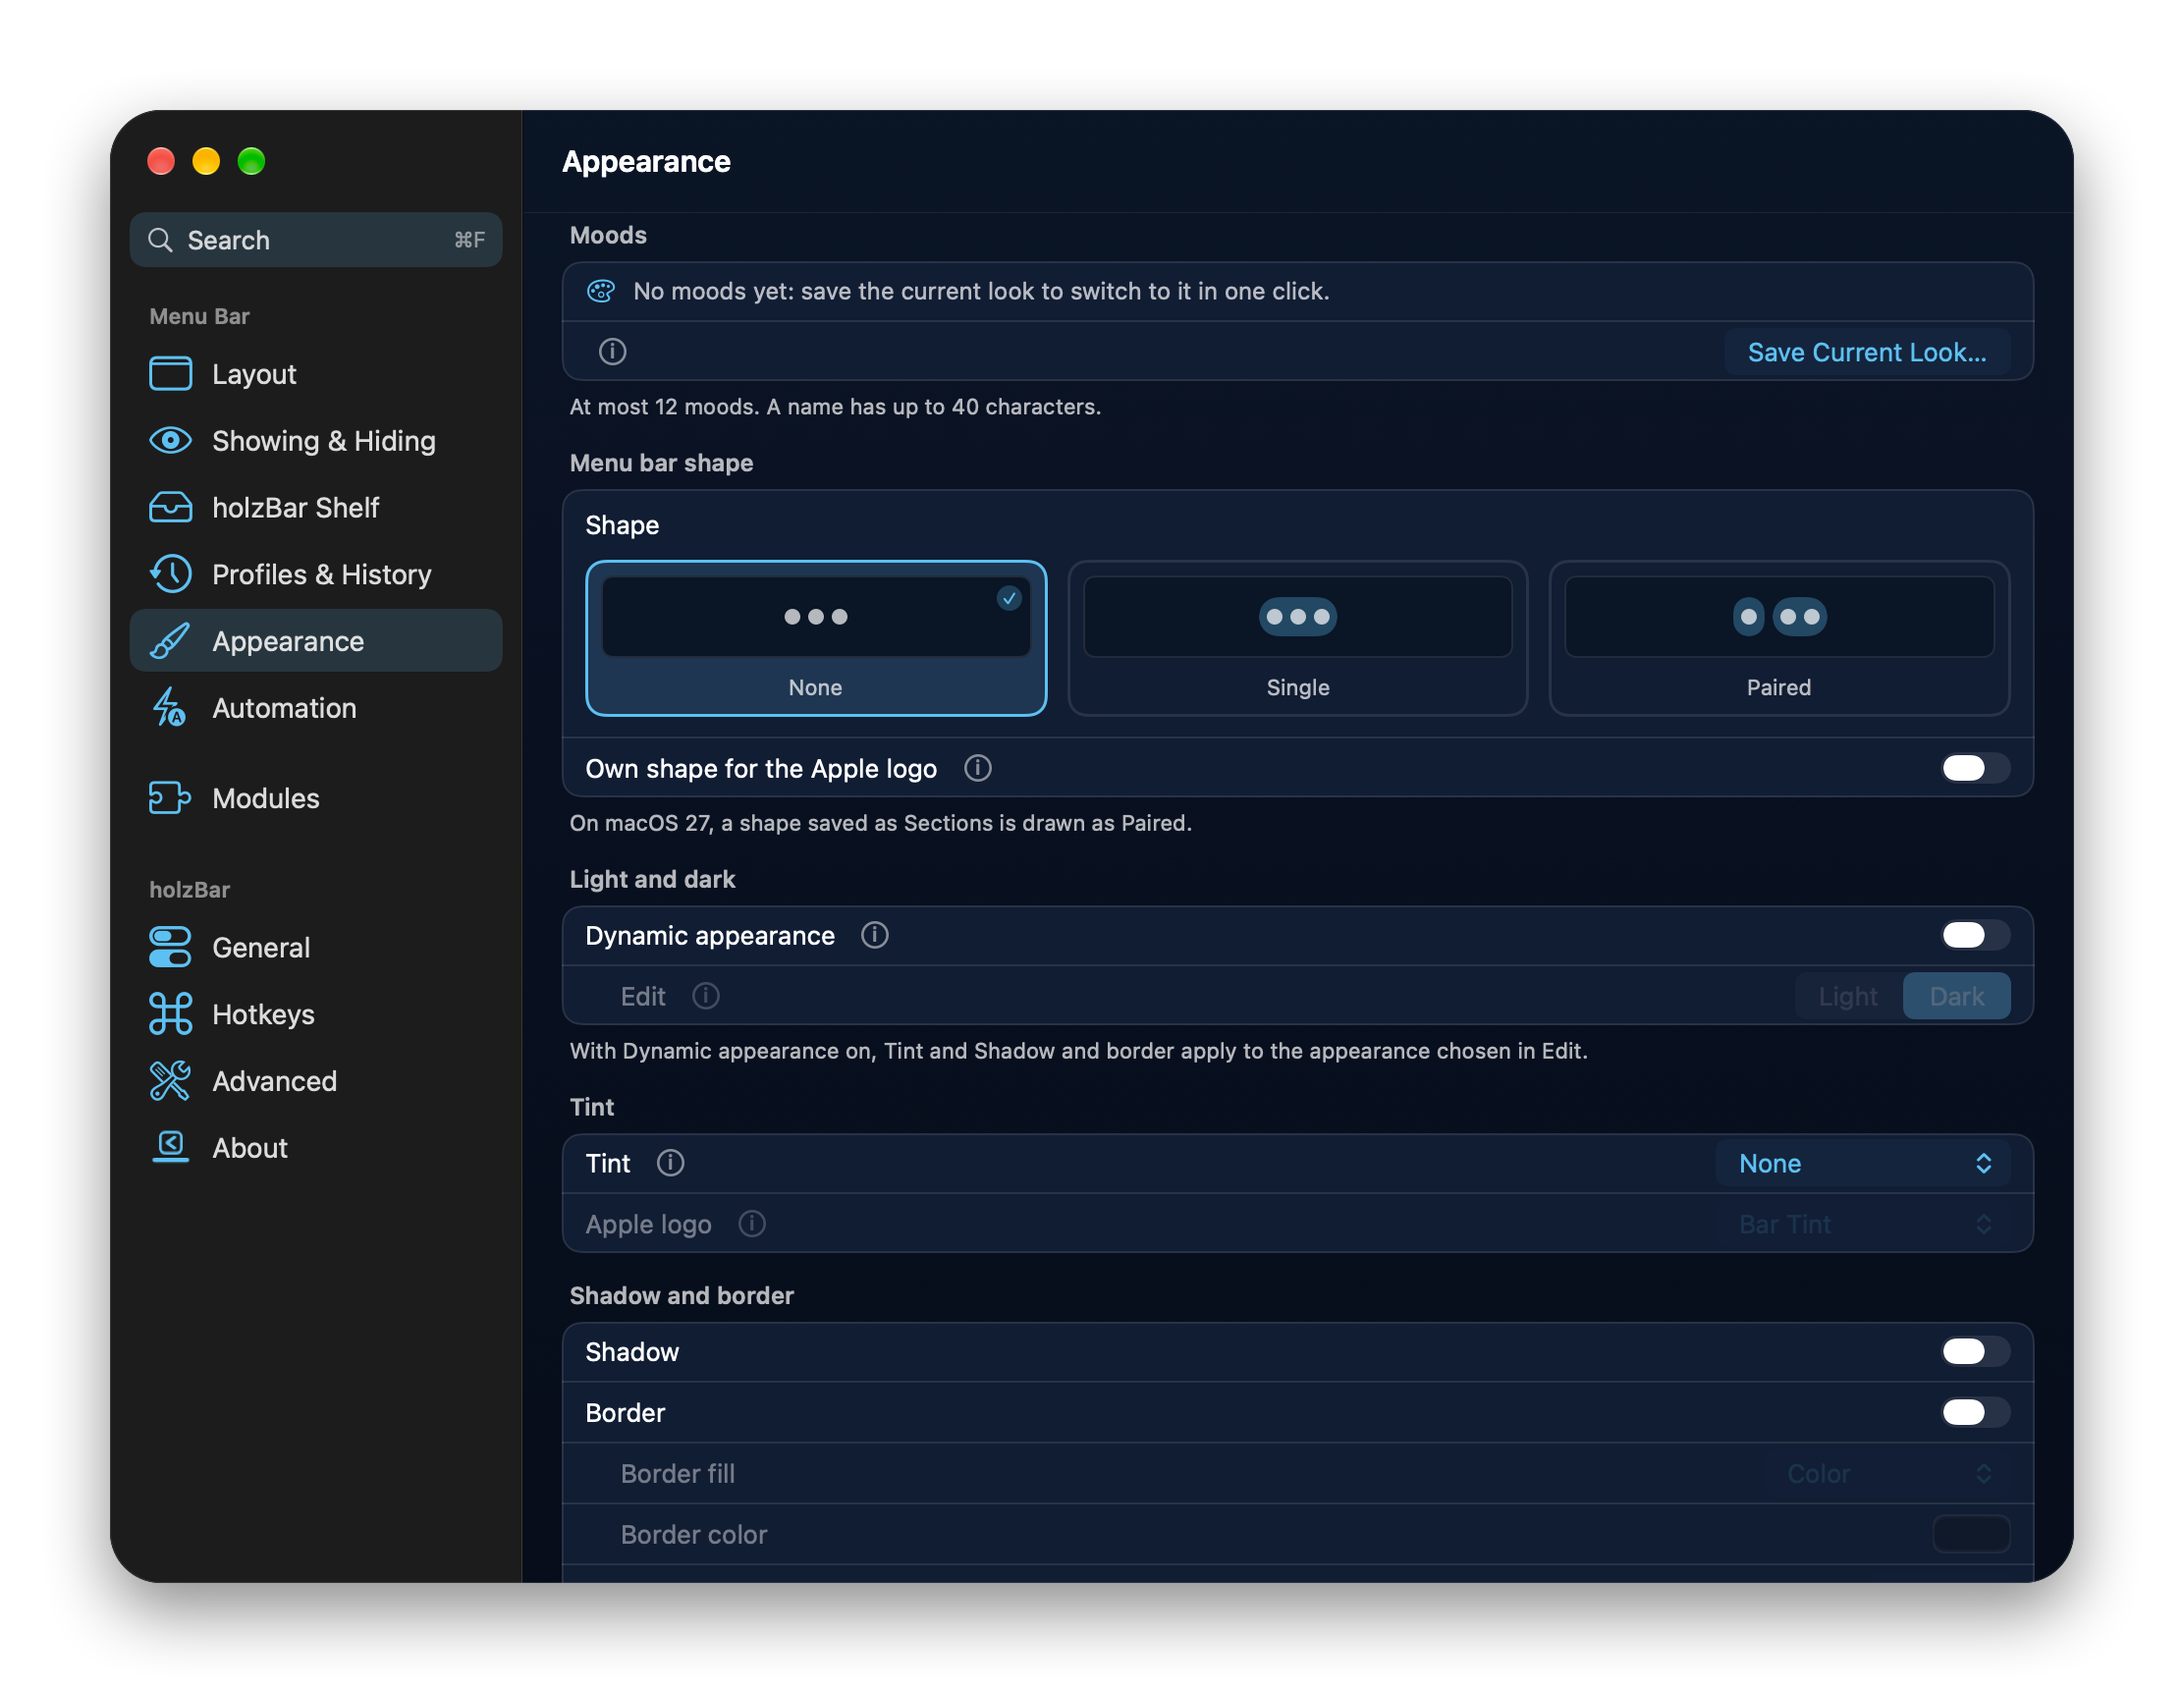 Appearance
Search ⌘F
Menu Bar
Layout
Showing & Hiding
holzBar Shelf
Profiles & History
Appearance
Automation
Modules
holzBar
General
Hotkeys
Advanced
About
Moods
No moods yet: save the current look to switch to it in one click.
Save Current Look...
At most 12 moods. A name has up to 40 characters.
Menu bar shape
Shape
None
Single
Paired
Own shape for the Apple logo
On macOS 27, a shape saved as Sections is drawn as Paired.
Light and dark
Dynamic appearance
Edit
Light
Dark
With Dynamic appearance on, Tint and Shadow and border apply to the appearance chosen in Edit.
Tint
Tint
None
Apple logo
Bar Tint
Shadow and border
Shadow
Border
Border fill
Color
Border color